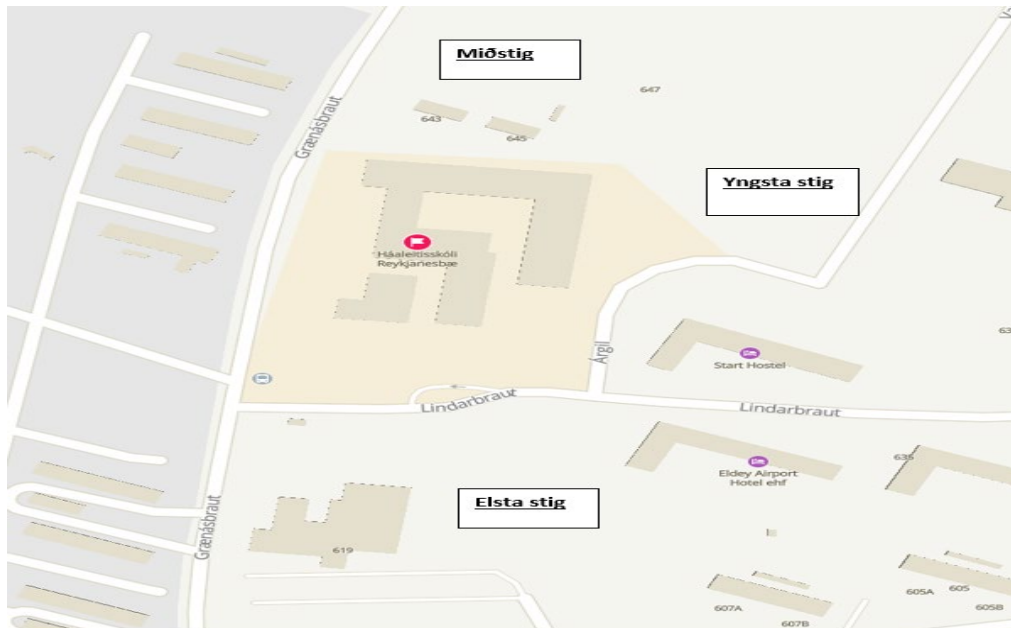 Miðstig
647
643
645
Grænásbraut
Yngsta stig
Háaleitisskóli
Reykjanesbæ
Árgil
Start Hostel
Lindarbraut
Lindarbraut
Eldey Airport
Hotel ehf
Elsta stig
Grænásbraut
619
605A
605
605B
607A
607B